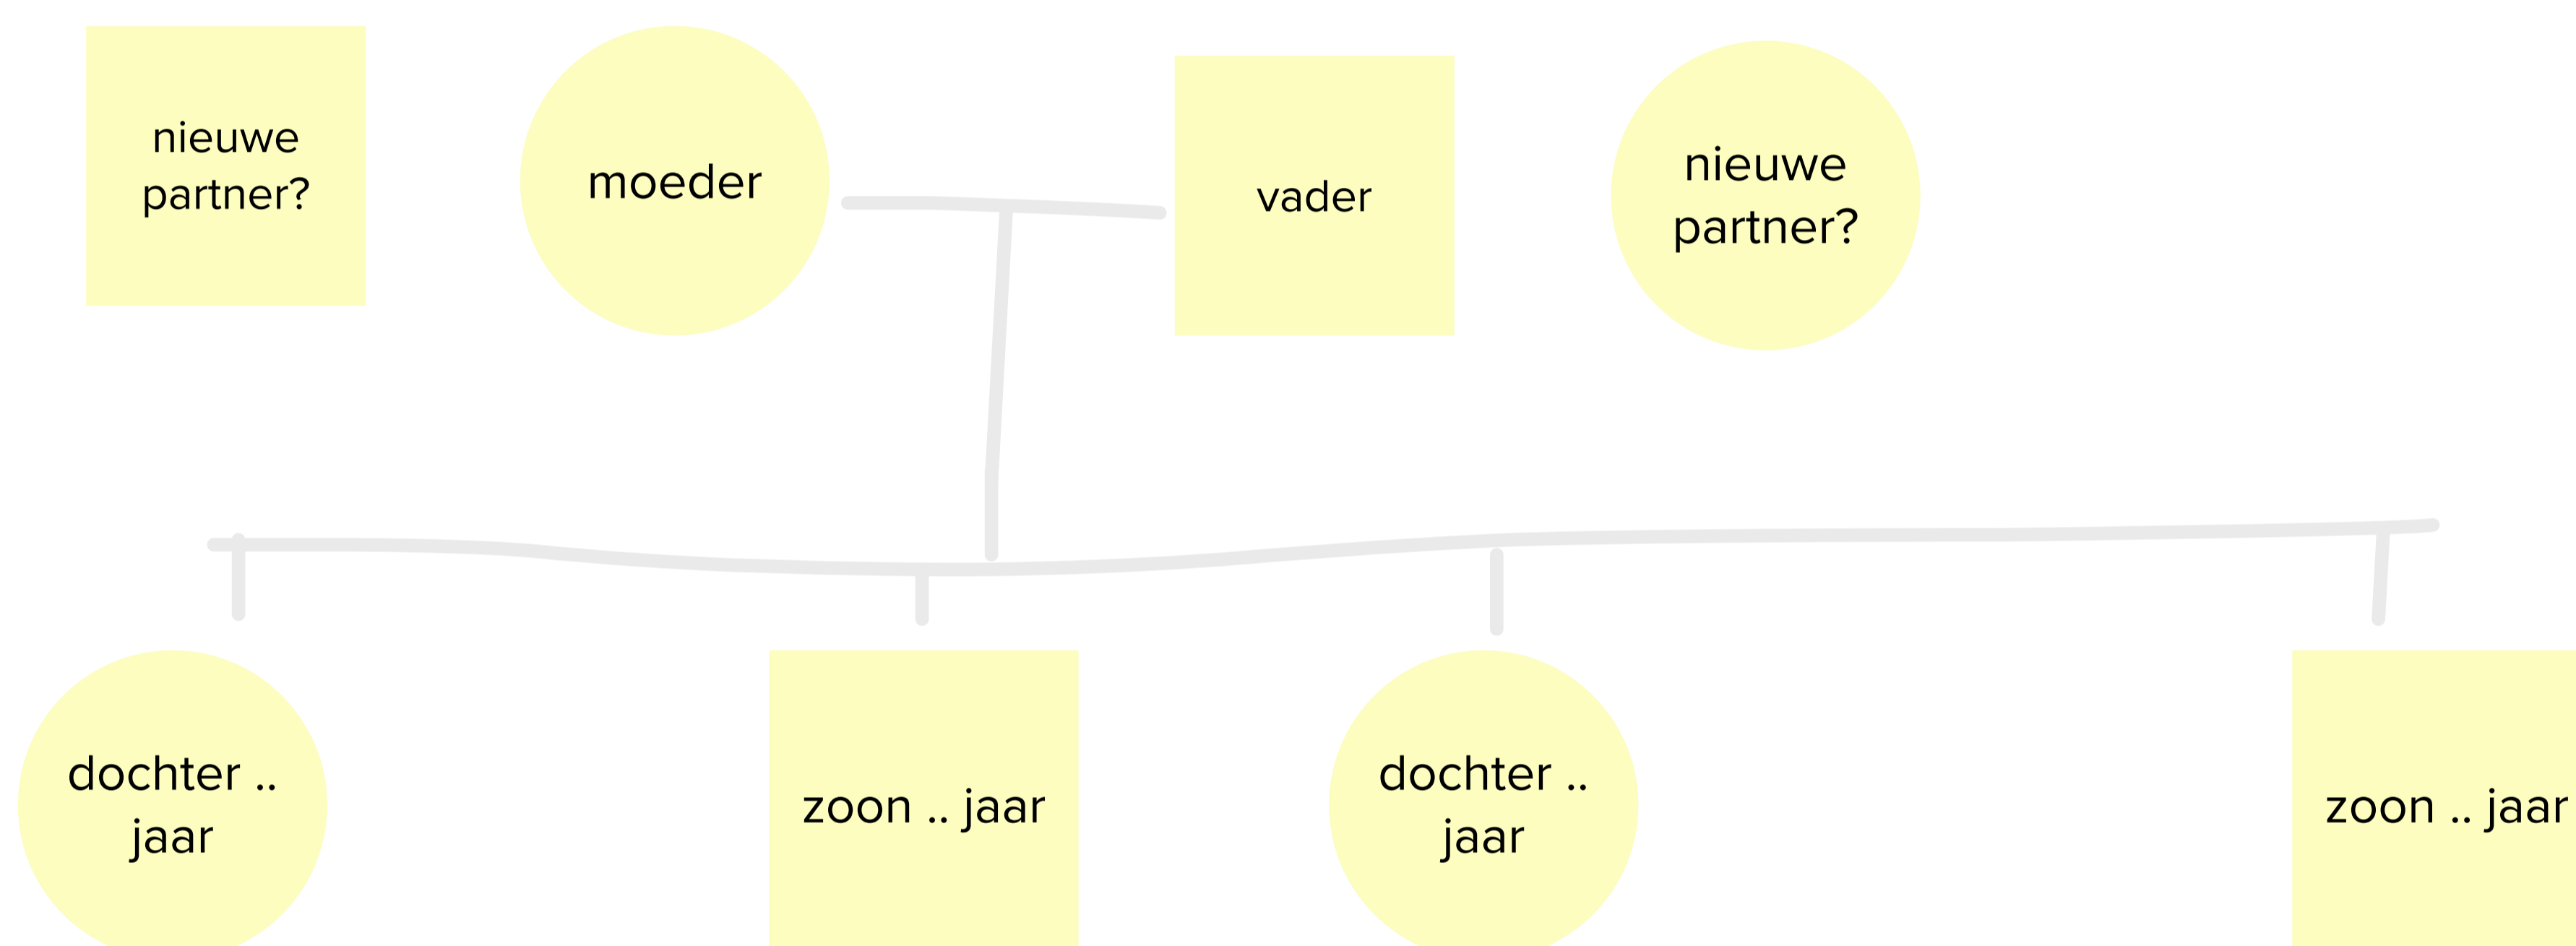 nieuwe
partner?
moeder
vader
nieuwe
partner?
dochter ..
jaar
zoon .. jaar
dochter ..
jaar
zoon .. jaar